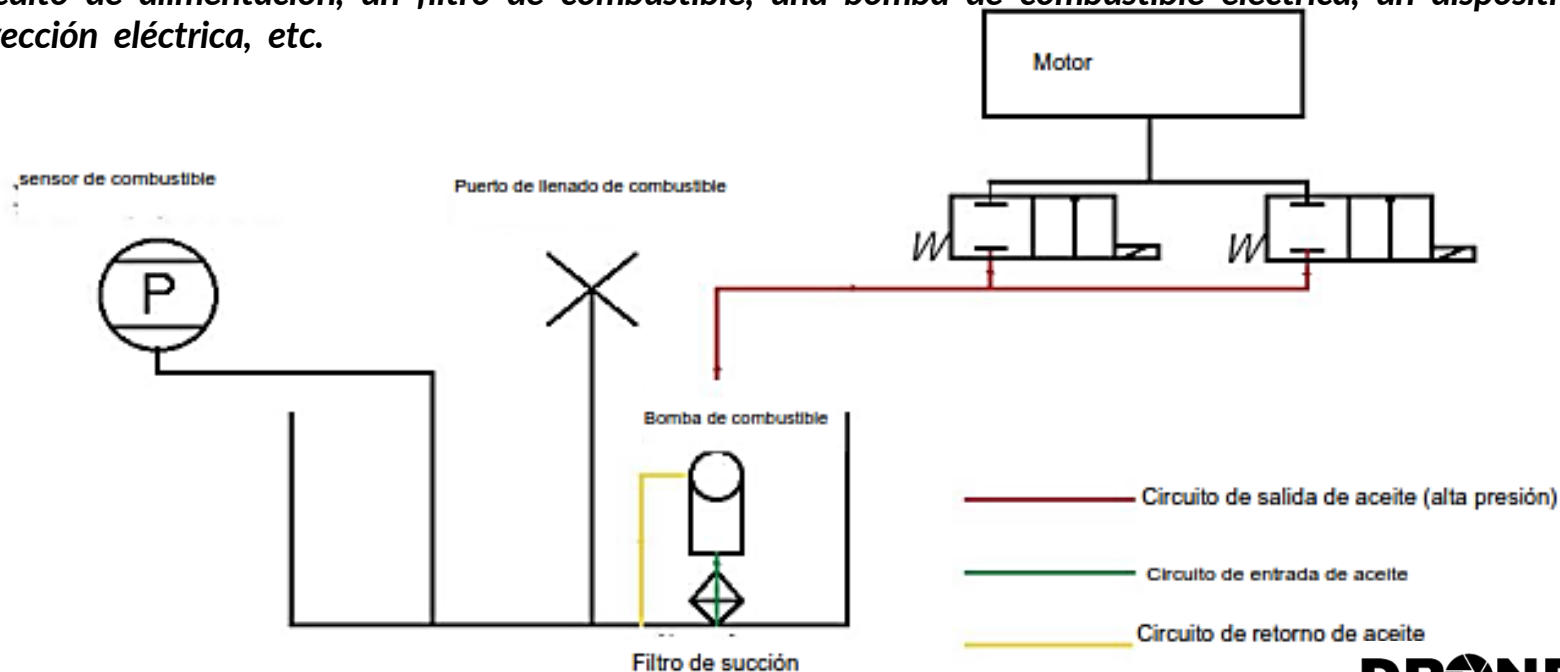 de alimentación, un filtro de combustible, una bomba de combustible eléctrica, un
eléctrica, etc.
Motor
sensor de combustible
Puerto de llenado de combustible
P
W
W
Bomba de combustible
Circuito de salida de aceite (alta presión)
Circuito de entrada de aceite
Circuito de retorno de aceite
Filtro de succión